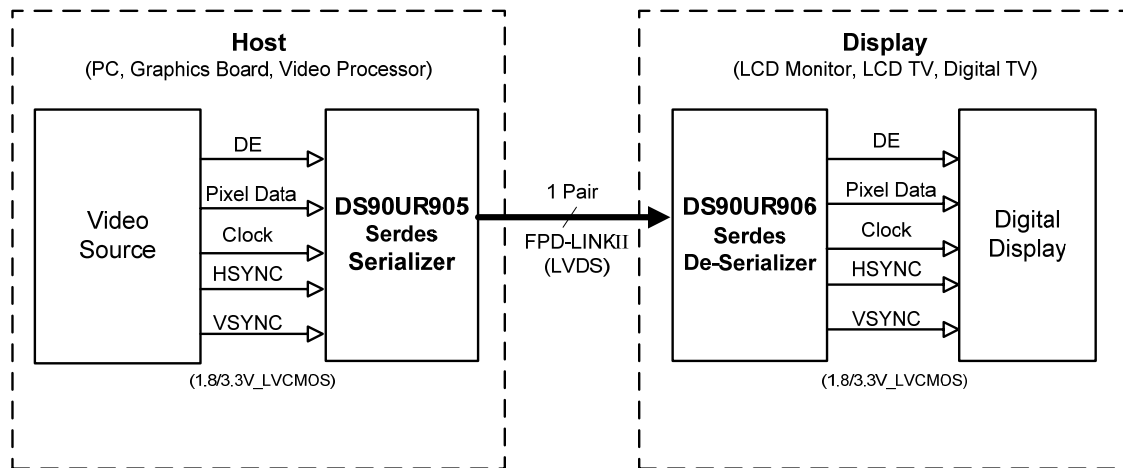 Host
(PC, Graphics Board, Video Processor)
Video
Source
DE
Pixel Data
Clock
HSYNC
VSYNC
DS90UR905
Serdes
Serializer
(1.8/3.3V_LVCMOS)
1 Pair
FPD-LINKII
(LVDS)
Display
(LCD Monitor, LCD TV, Digital TV)
DS90UR906
Serdes
De-Serializer
DE
Pixel Data
Clock
HSYNC
VSYNC
Digital
Display
(1.8/3.3V_LVCMOS)